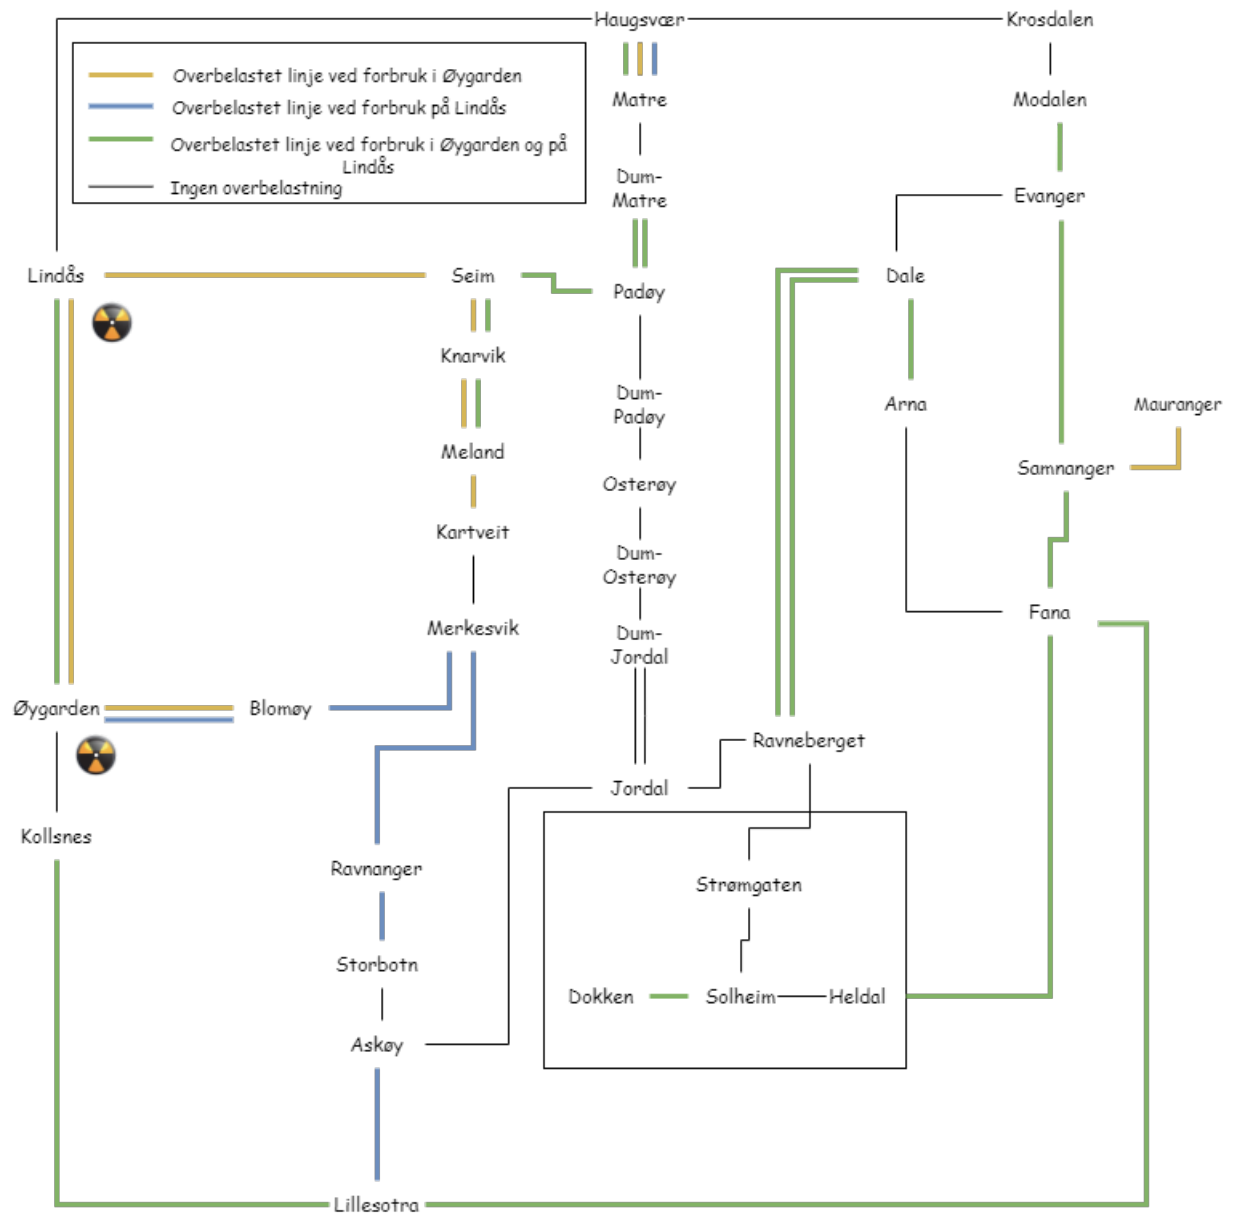 Haugsvær
Krosdalen
Overbelastet linje ved forbruk i Øygarden
Overbelastet linje ved forbruk på Lindås
Overbelastet linje ved forbruk i Øygarden og på
Lindås
Ingen overbelastning
Matre
Modalen
Dum-
Matre
Evanger
Lindås
Seim
Padøy
Dale
Knarvik
Dum-
Padøy
Arna
Mauranger
Meland
Samnanger
Osterøy
Kartveit
Dum-
Osterøy
Fana
Merkesvik
Dum-
Jordal
Øygarden
Blomøy
Ravneberget
Jordal
Kollsnes
Ravnanger
Strømgaten
Storbotn
Dokken
Solheim
Heldal
Askøy
Lillesotra